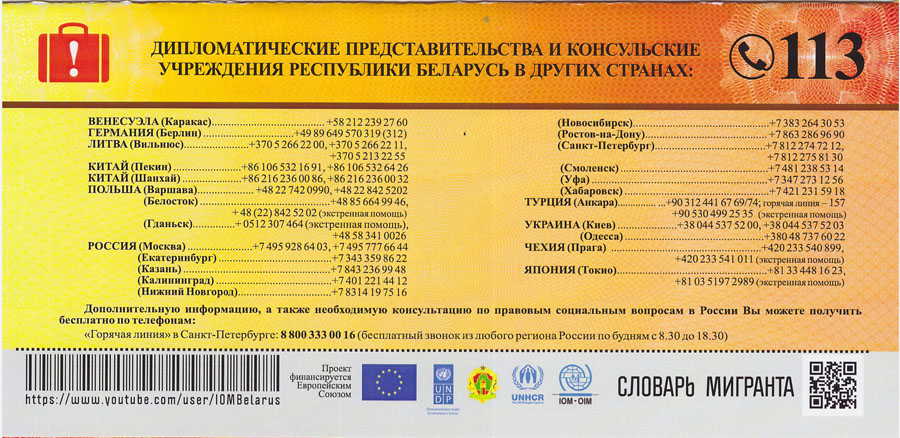 ДИПЛОМАТИЧЕСКИЕ ПРЕДСТАВИТЕЛЬСТВА И КОНСУЛЬСКИЕ
УЧРЕЖДЕНИЯ РЕСПУБЛИКИ БЕЛАРУСЬ В ДРУГИХ СТРАНАХ:
113
ВЕНЕСУЭЛА (Каракас)..............................+58 212 239 27 60
ГЕРМАНИЯ (Берлин) ......................+49 89 649 570 319 (312)
ЛИТВА (Вильнюс) ............+370 5 266 22 00, +370 5 266 22 11,
+370 5 213 22 55
КИТАЙ (Пекин) ...........+86 106 532 16 91, +86 106 532 64 26
КИТАЙ (Шанхай) ........+86 216 236 00 86, +86 216 236 00 32
ПОЛЬША (Варшава) ..............+48 22 742 0990, +48 22 842 5202
(Белосток) ......................................+48 85 664 99 46,
+ 48 (22) 842 52 02 (экстренная помощь)
(Гданьск)............+ 0512 307 464 (экстренная помощь),
+48 58 341 0026
РОССИЯ (Москва) ..............+7 495 928 64 03, +7 495 777 66 44
(Екатеринбург) ...................................+7 343 359 86 22
(Казань) .............................................+7 843 236 99 48
(Калининград) ....................................+7 401 221 44 12
(Нижний Новгород)..............................+7 8314 19 75 16
(Новосибирск)....................................+7 383 264 30 53
(Ростов-на-Дону) ................................+7 863 286 96 90
(Санкт-Петербург) ..............................+7 812 274 72 12,
+7 812 275 81 30
(Смоленск) .........................................+7 481 238 53 14
(Уфа) ..................................................+7 347 273 12 56
(Хабаровск) ........................................+7 421 231 59 18
ТУРЦИЯ (Анкара)...........+90 312 441 67 69/74; горячая линия – 157
+90 530 499 25 35 (экстренная помощь)
УКРАИНА (Киев) ................+38 044 537 52 00, +38 044 537 52 03
(Одесса) ...........................................+380 48 737 60 22
ЧЕХИЯ (Прага) ......................................+420 233 540 899,
+420 233 541 011 (экстренная помощь)
ЯПОНИЯ (Токио)......................................+81 33 448 16 23,
+81 03 5197 2989 (экстренная помощь)
Дополнительную информацию, а также необходимую консультацию по правовым социальным вопросам в России Вы можете получить
бесплатно по телефонам:
“Горячая линия” в Санкт-Петербурге: 8 800 333 00 16 (бесплатный звонок из любого региона России по будням с 8.30 до 18.30)
https://www.youtube.com/user/IOMBelarus
Проект
финансируется
Европейским
Союзом
U N
D P
UNHCR
IOM • OIM
СЛОВАРЬ МИГРАНТА